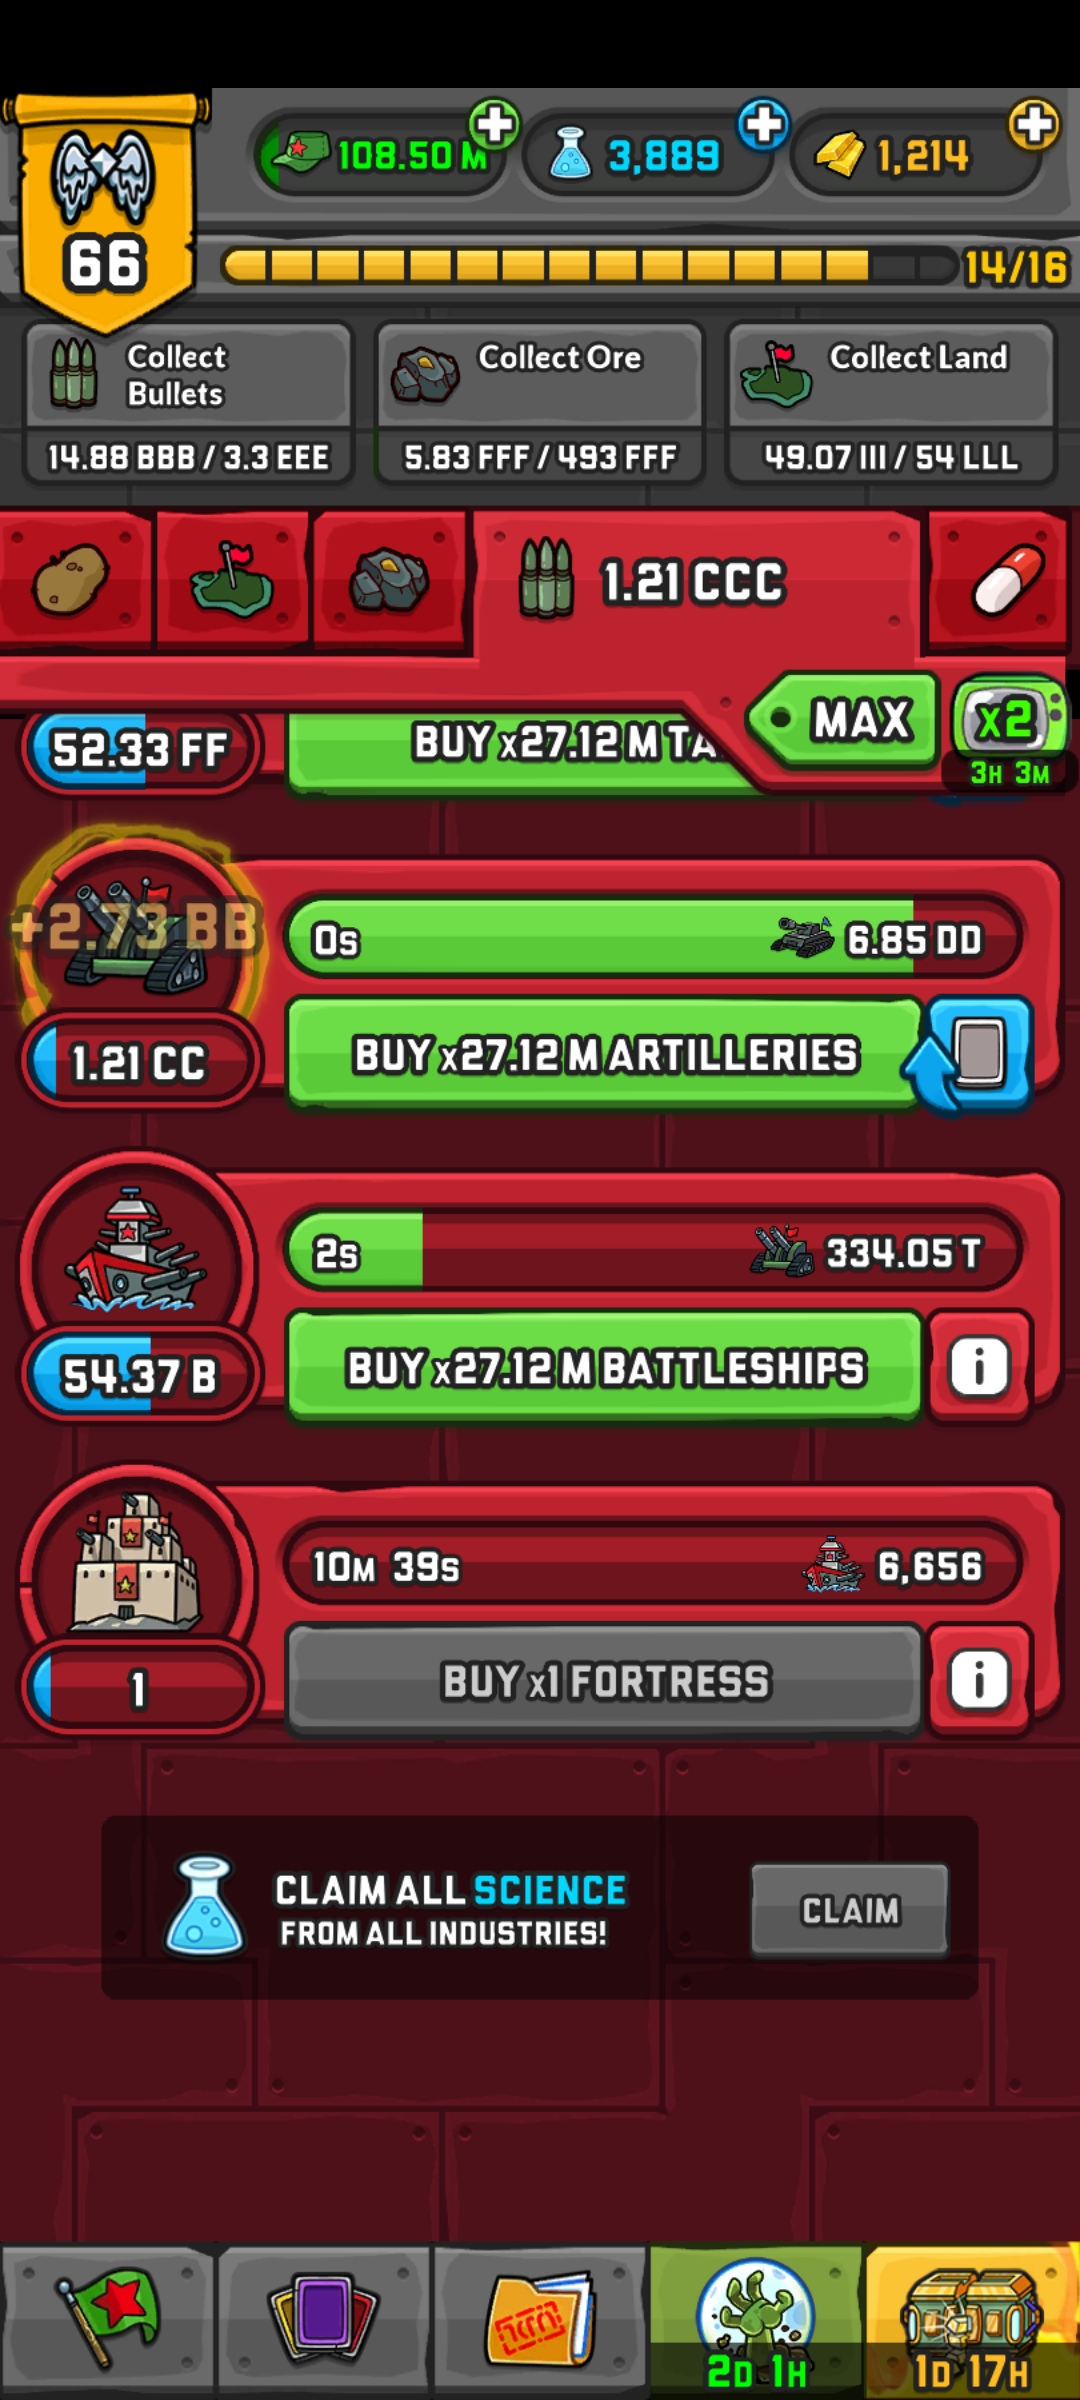 108.50 M
3,889
1,214
66
14/16
Collect
Bullets
Collect Ore
Collect Land
14.88 BBB / 3.3 EEE
5.83 FFF / 493 FFF
49.07 III / 54 LLL
1.21 CCC
MAX
x2
3H 3M
52.33 FF
BUY x27.12 M TA
+2.73 BB
0s
6.85 DD
1.21 CC
BUY x27.12 M ARTILLERIES
2s
334.05 T
54.37 B
BUY x27.12 M BATTLESHIPS
i
10M 39s
6,656
1
BUY x1 FORTRESS
i
CLAIM ALL SCIENCE
FROM ALL INDUSTRIES!
CLAIM
2D 1H
1D 17H